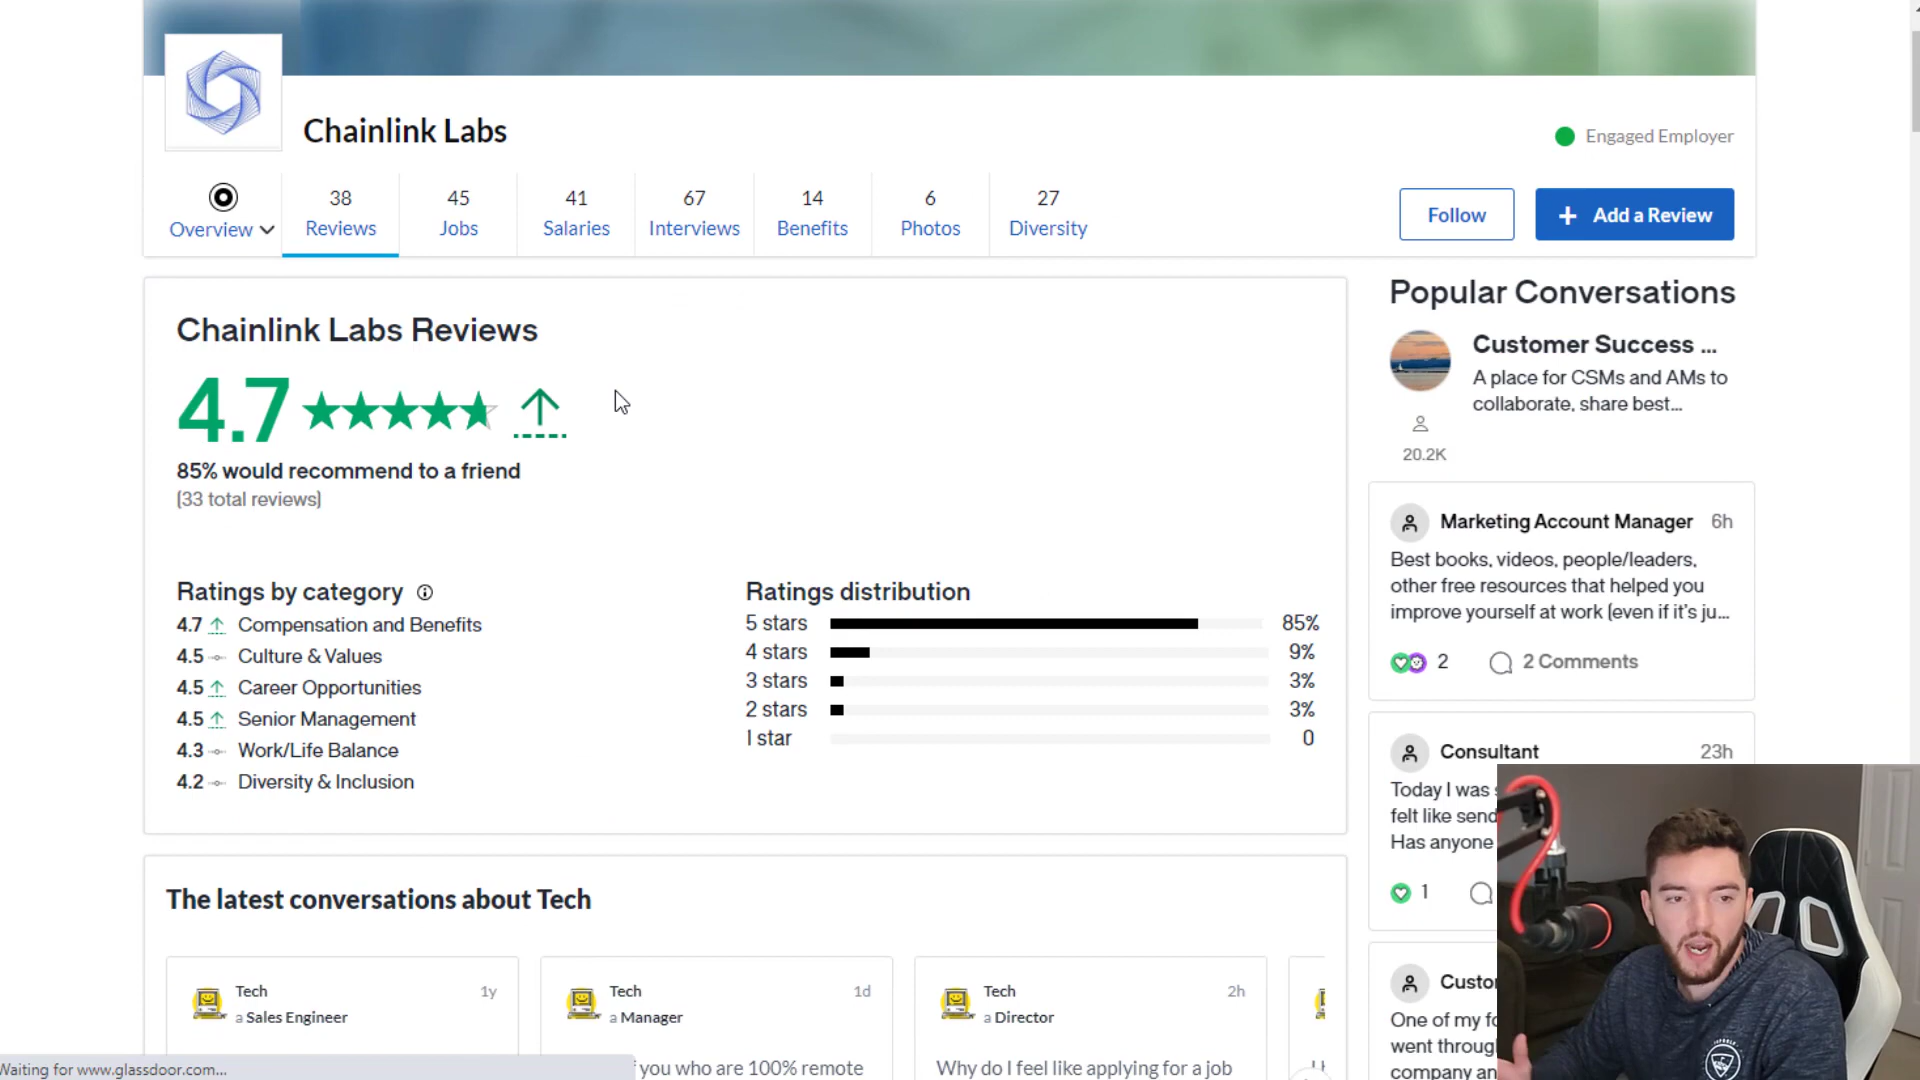 Chainlink Labs
Engaged Employer
Overview
38
Reviews
45
Jobs
41
Salaries
67
Interviews
14
Benefits
6
Photos
27
Diversity
Follow
+ Add a Review
Chainlink Labs Reviews
4.7
85% would recommend to a friend
(33 total reviews)
Ratings by category
4.7 Compensation and Benefits
4.5 Culture & Values
4.5 Career Opportunities
4.5 Senior Management
4.3 Work/Life Balance
4.2 Diversity & Inclusion
Ratings distribution
5 stars 85%
4 stars 9%
3 stars 3%
2 stars 3%
1 star 0
The latest conversations about Tech
Tech 1y
a Sales Engineer
Tech 1d
a Manager
you who are 100% remote
Tech 2h
a Director
Why do I feel like applying for a job
Popular Conversations
Customer Success ...
A place for CSMs and AMs to
collaborate, share best...
20.2K
Marketing Account Manager 6h
Best books, videos, people/leaders,
other free resources that helped you
improve yourself at work (even if it's ju...
2 2 Comments
Consultant 23h
Today I was
felt like send
Has anyone
1
Custo
One of my fo
went through
company an
Waiting for www.glassdoor.com...